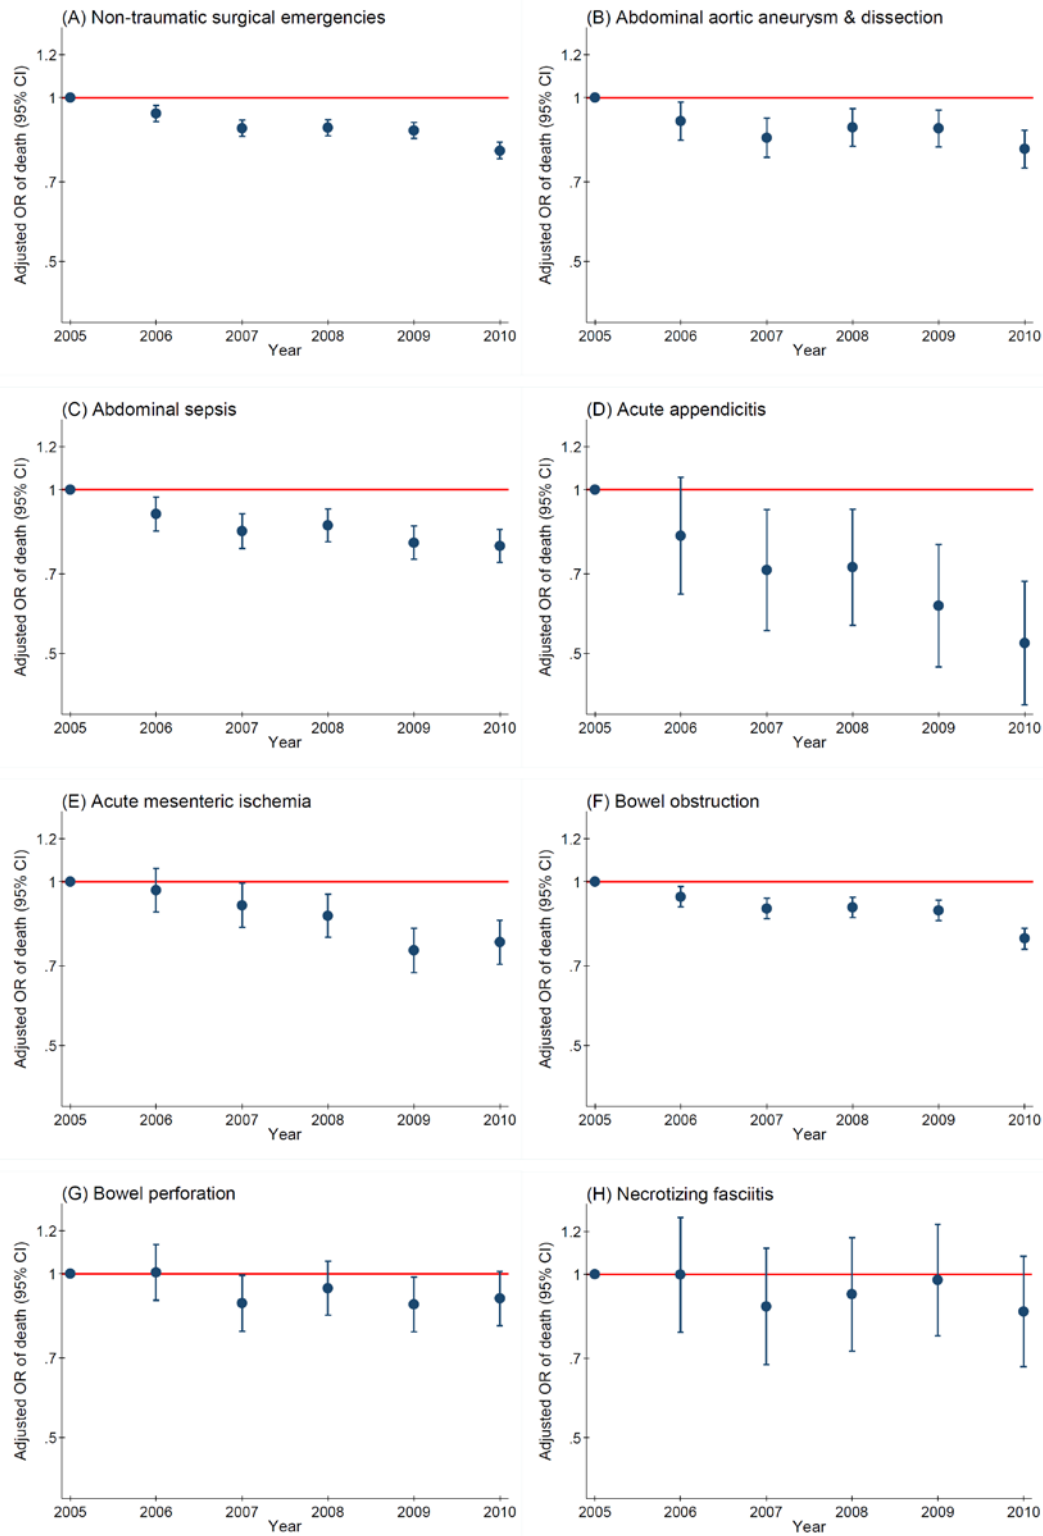 (A) Non-traumatic surgical emergencies
Adjusted OR of death (95% CI)
1.2
1
.7
.5
2005 2006 2007 2008 2009 2010
Year
(B) Abdominal aortic aneurysm & dissection
Adjusted OR of death (95% CI)
1.2
1
.7
.5
2005 2006 2007 2008 2009 2010
Year
(C) Abdominal sepsis
Adjusted OR of death (95% CI)
1.2
1
.7
.5
2005 2006 2007 2008 2009 2010
Year
(D) Acute appendicitis
Adjusted OR of death (95% CI)
1.2
1
.7
.5
2005 2006 2007 2008 2009 2010
Year
(E) Acute mesenteric ischemia
Adjusted OR of death (95% CI)
1.2
1
.7
.5
2005 2006 2007 2008 2009 2010
Year
(F) Bowel obstruction
Adjusted OR of death (95% CI)
1.2
1
.7
.5
2005 2006 2007 2008 2009 2010
Year
(G) Bowel perforation
Adjusted OR of death (95% CI)
1.2
1
.7
.5
2005 2006 2007 2008 2009 2010
Year
(H) Necrotizing fasciitis
Adjusted OR of death (95% CI)
1.2
1
.7
.5
2005 2006 2007 2008 2009 2010
Year